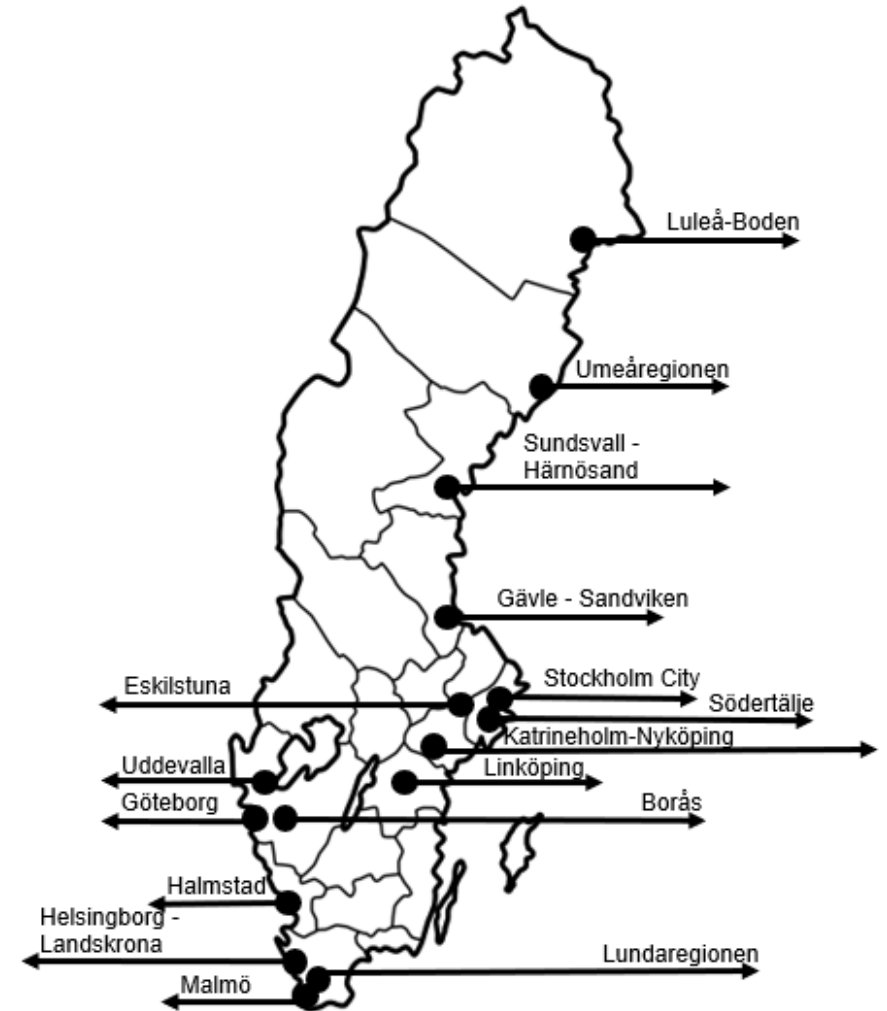 Luleå-Boden
Umeåregionen
Sundsvall -
Härnösand
Gävle - Sandviken
Stockholm City
Eskilstuna
Södertälje
Katrineholm-Nyköping
Uddevalla
Linköping
Göteborg
Borås
Halmstad
Helsingborg -
Landskrona
Lundaregionen
Malmö